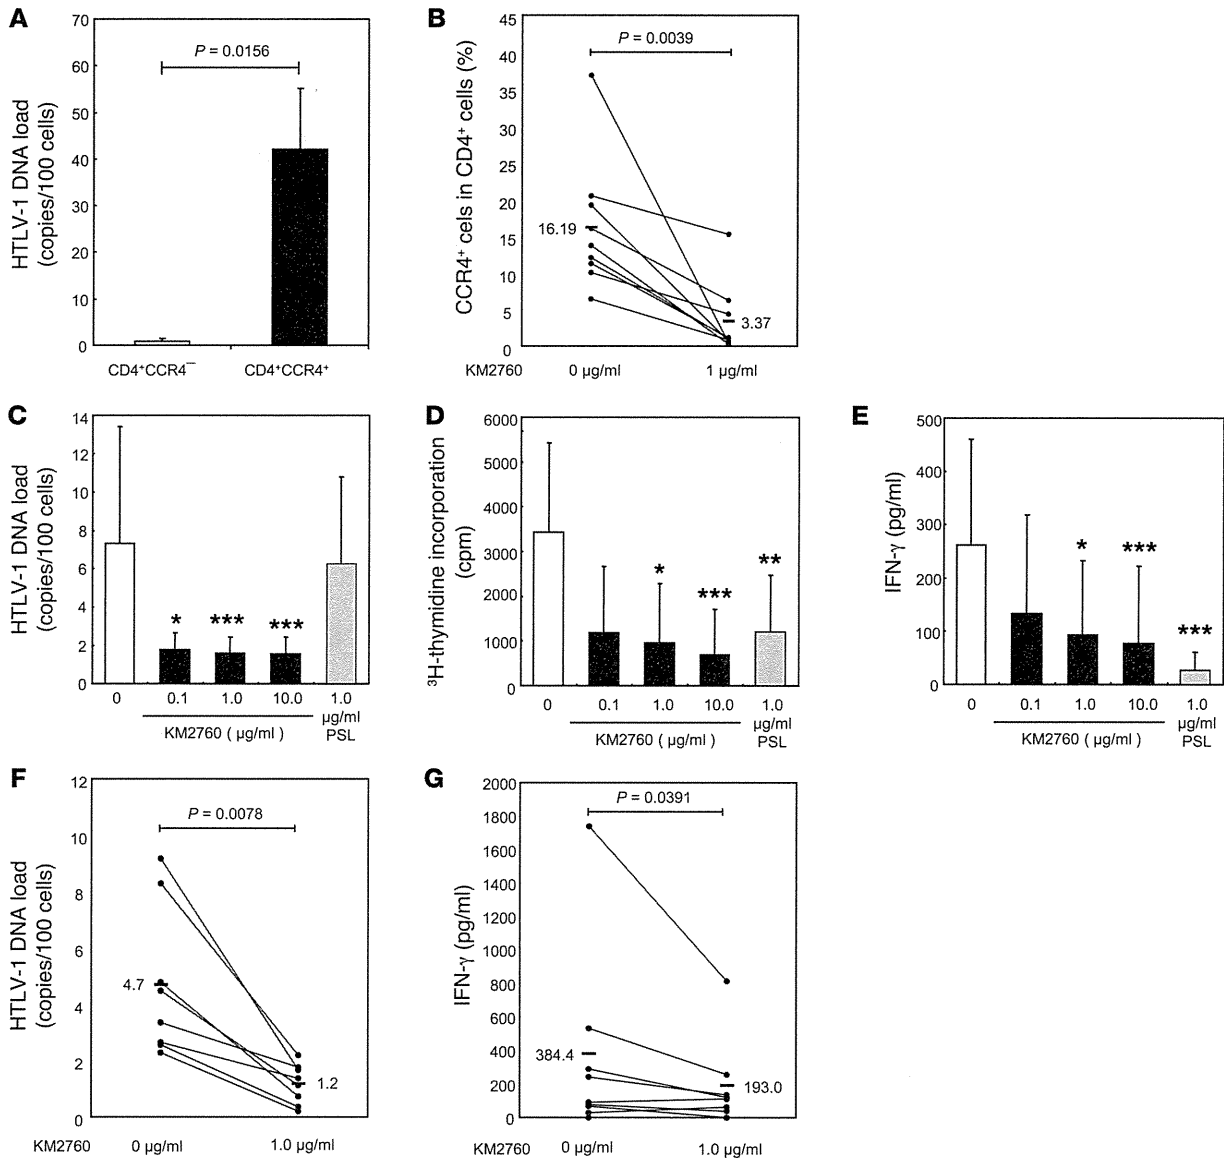 A
HTLV-1 DNA load
(copies/100 cells)
70
60
50
40
30
20
10
0
P = 0.0156
CD4⁺CCR4⁻
CD4⁺CCR4⁺
B
CCR4⁺ cels in CD4⁺ cells (%)
45
40
35
30
25
20
15
10
5
0
P = 0.0039
16.19
3.37
KM2760
0 µg/ml
1 µg/ml
C
HTLV-1 DNA load
(copies/100 cells)
14
12
10
8
6
4
2
0
*
***
***
0
0.1
1.0
10.0
1.0
µg/ml
PSL
KM2760 ( µg/ml )
D
³H-thymidine incorporation
(cpm)
6000
5000
4000
3000
2000
1000
0
*
***
**
0
0.1
1.0
10.0
1.0
µg/ml
PSL
KM2760 ( µg/ml )
E
IFN-γ (pg/ml)
500
400
300
200
100
0
*
***
***
0
0.1
1.0
10.0
1.0
µg/ml
PSL
KM2760 ( µg/ml )
F
HTLV-1 DNA load
(copies/100 cells)
12
10
8
6
4
2
0
P = 0.0078
4.7
1.2
KM2760
0 µg/ml
1.0 µg/ml
G
IFN-γ (pg/ml)
2000
1800
1600
1400
1200
1000
800
600
400
200
0
P = 0.0391
384.4
193.0
KM2760
0 µg/ml
1.0 µg/ml